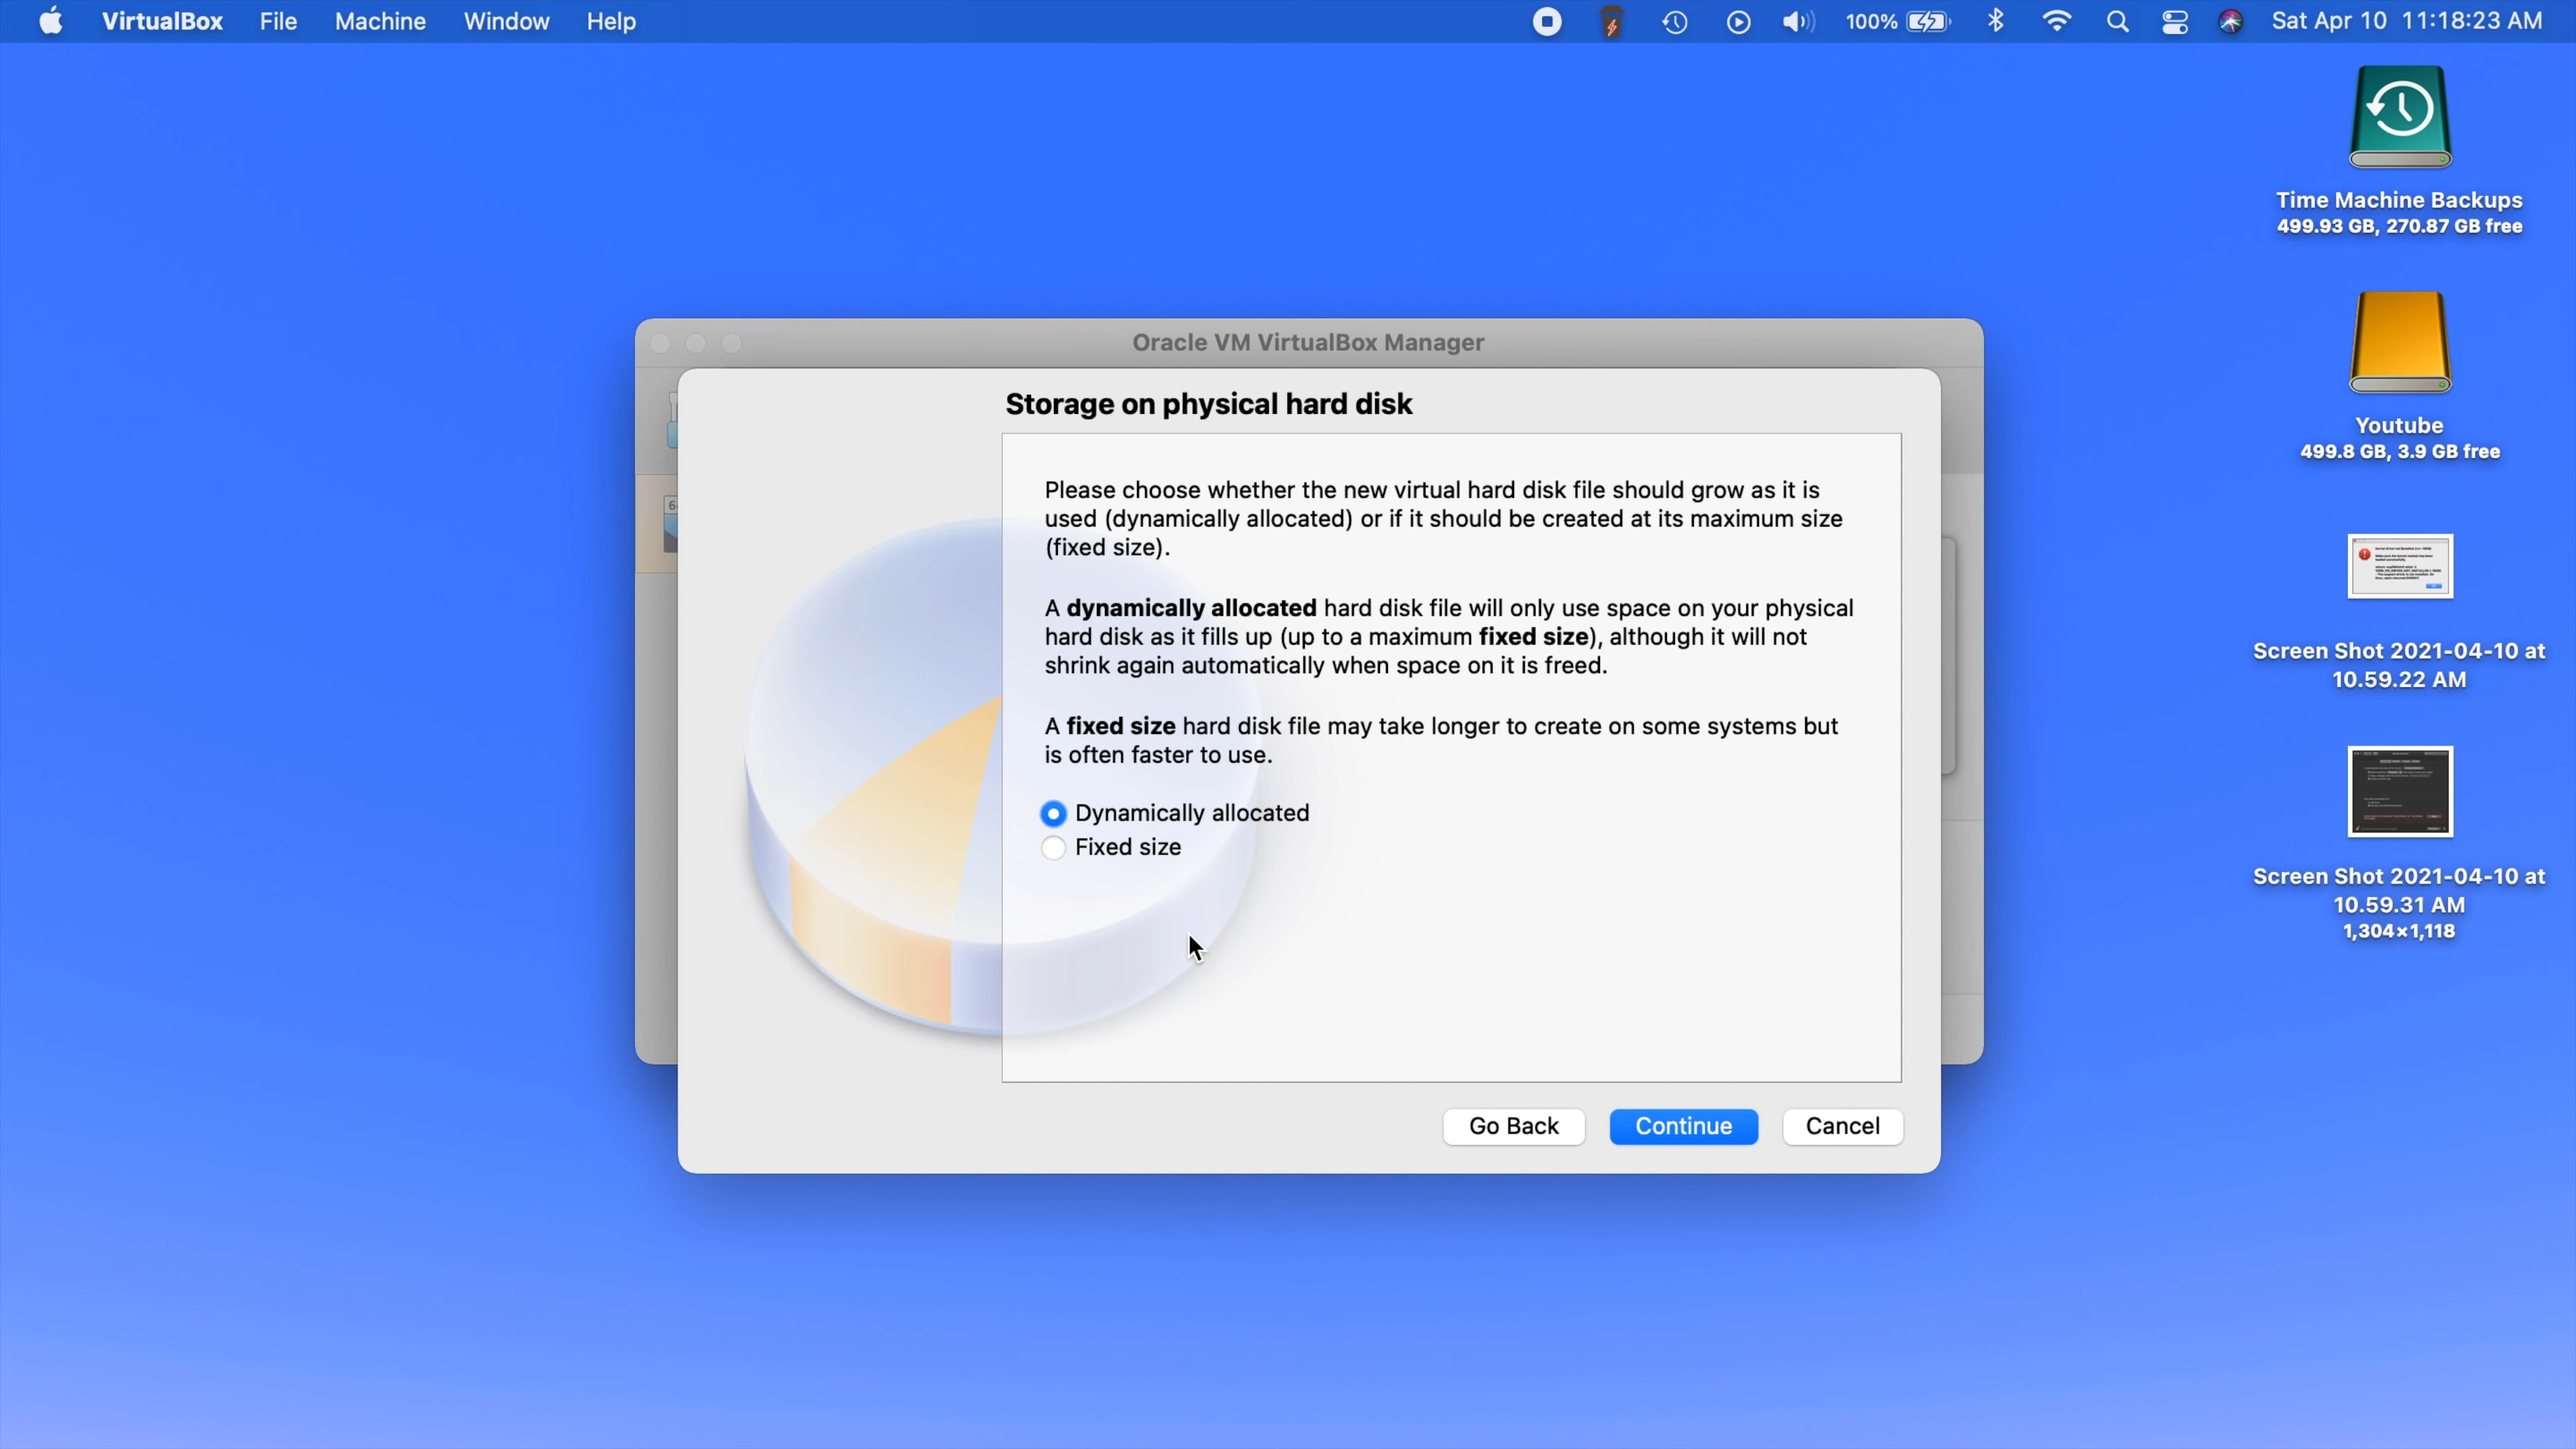 VirtualBox File Machine Window Help 100% Sat Apr 10 11:18:23 AM
Time Machine Backups
499.93 GB, 270.87 GB free
Youtube
499.8 GB, 3.9 GB free
Screen Shot 2021-04-10 at
10.59.22 AM
Screen Shot 2021-04-10 at
10.59.31 AM
1,304×1,118
Oracle VM VirtualBox Manager
Storage on physical hard disk
Please choose whether the new virtual hard disk file should grow as it is
used (dynamically allocated) or if it should be created at its maximum size
(fixed size).
A dynamically allocated hard disk file will only use space on your physical
hard disk as it fills up (up to a maximum fixed size), although it will not
shrink again automatically when space on it is freed.
A fixed size hard disk file may take longer to create on some systems but
is often faster to use.
Dynamically allocated
Fixed size
Go Back Continue Cancel